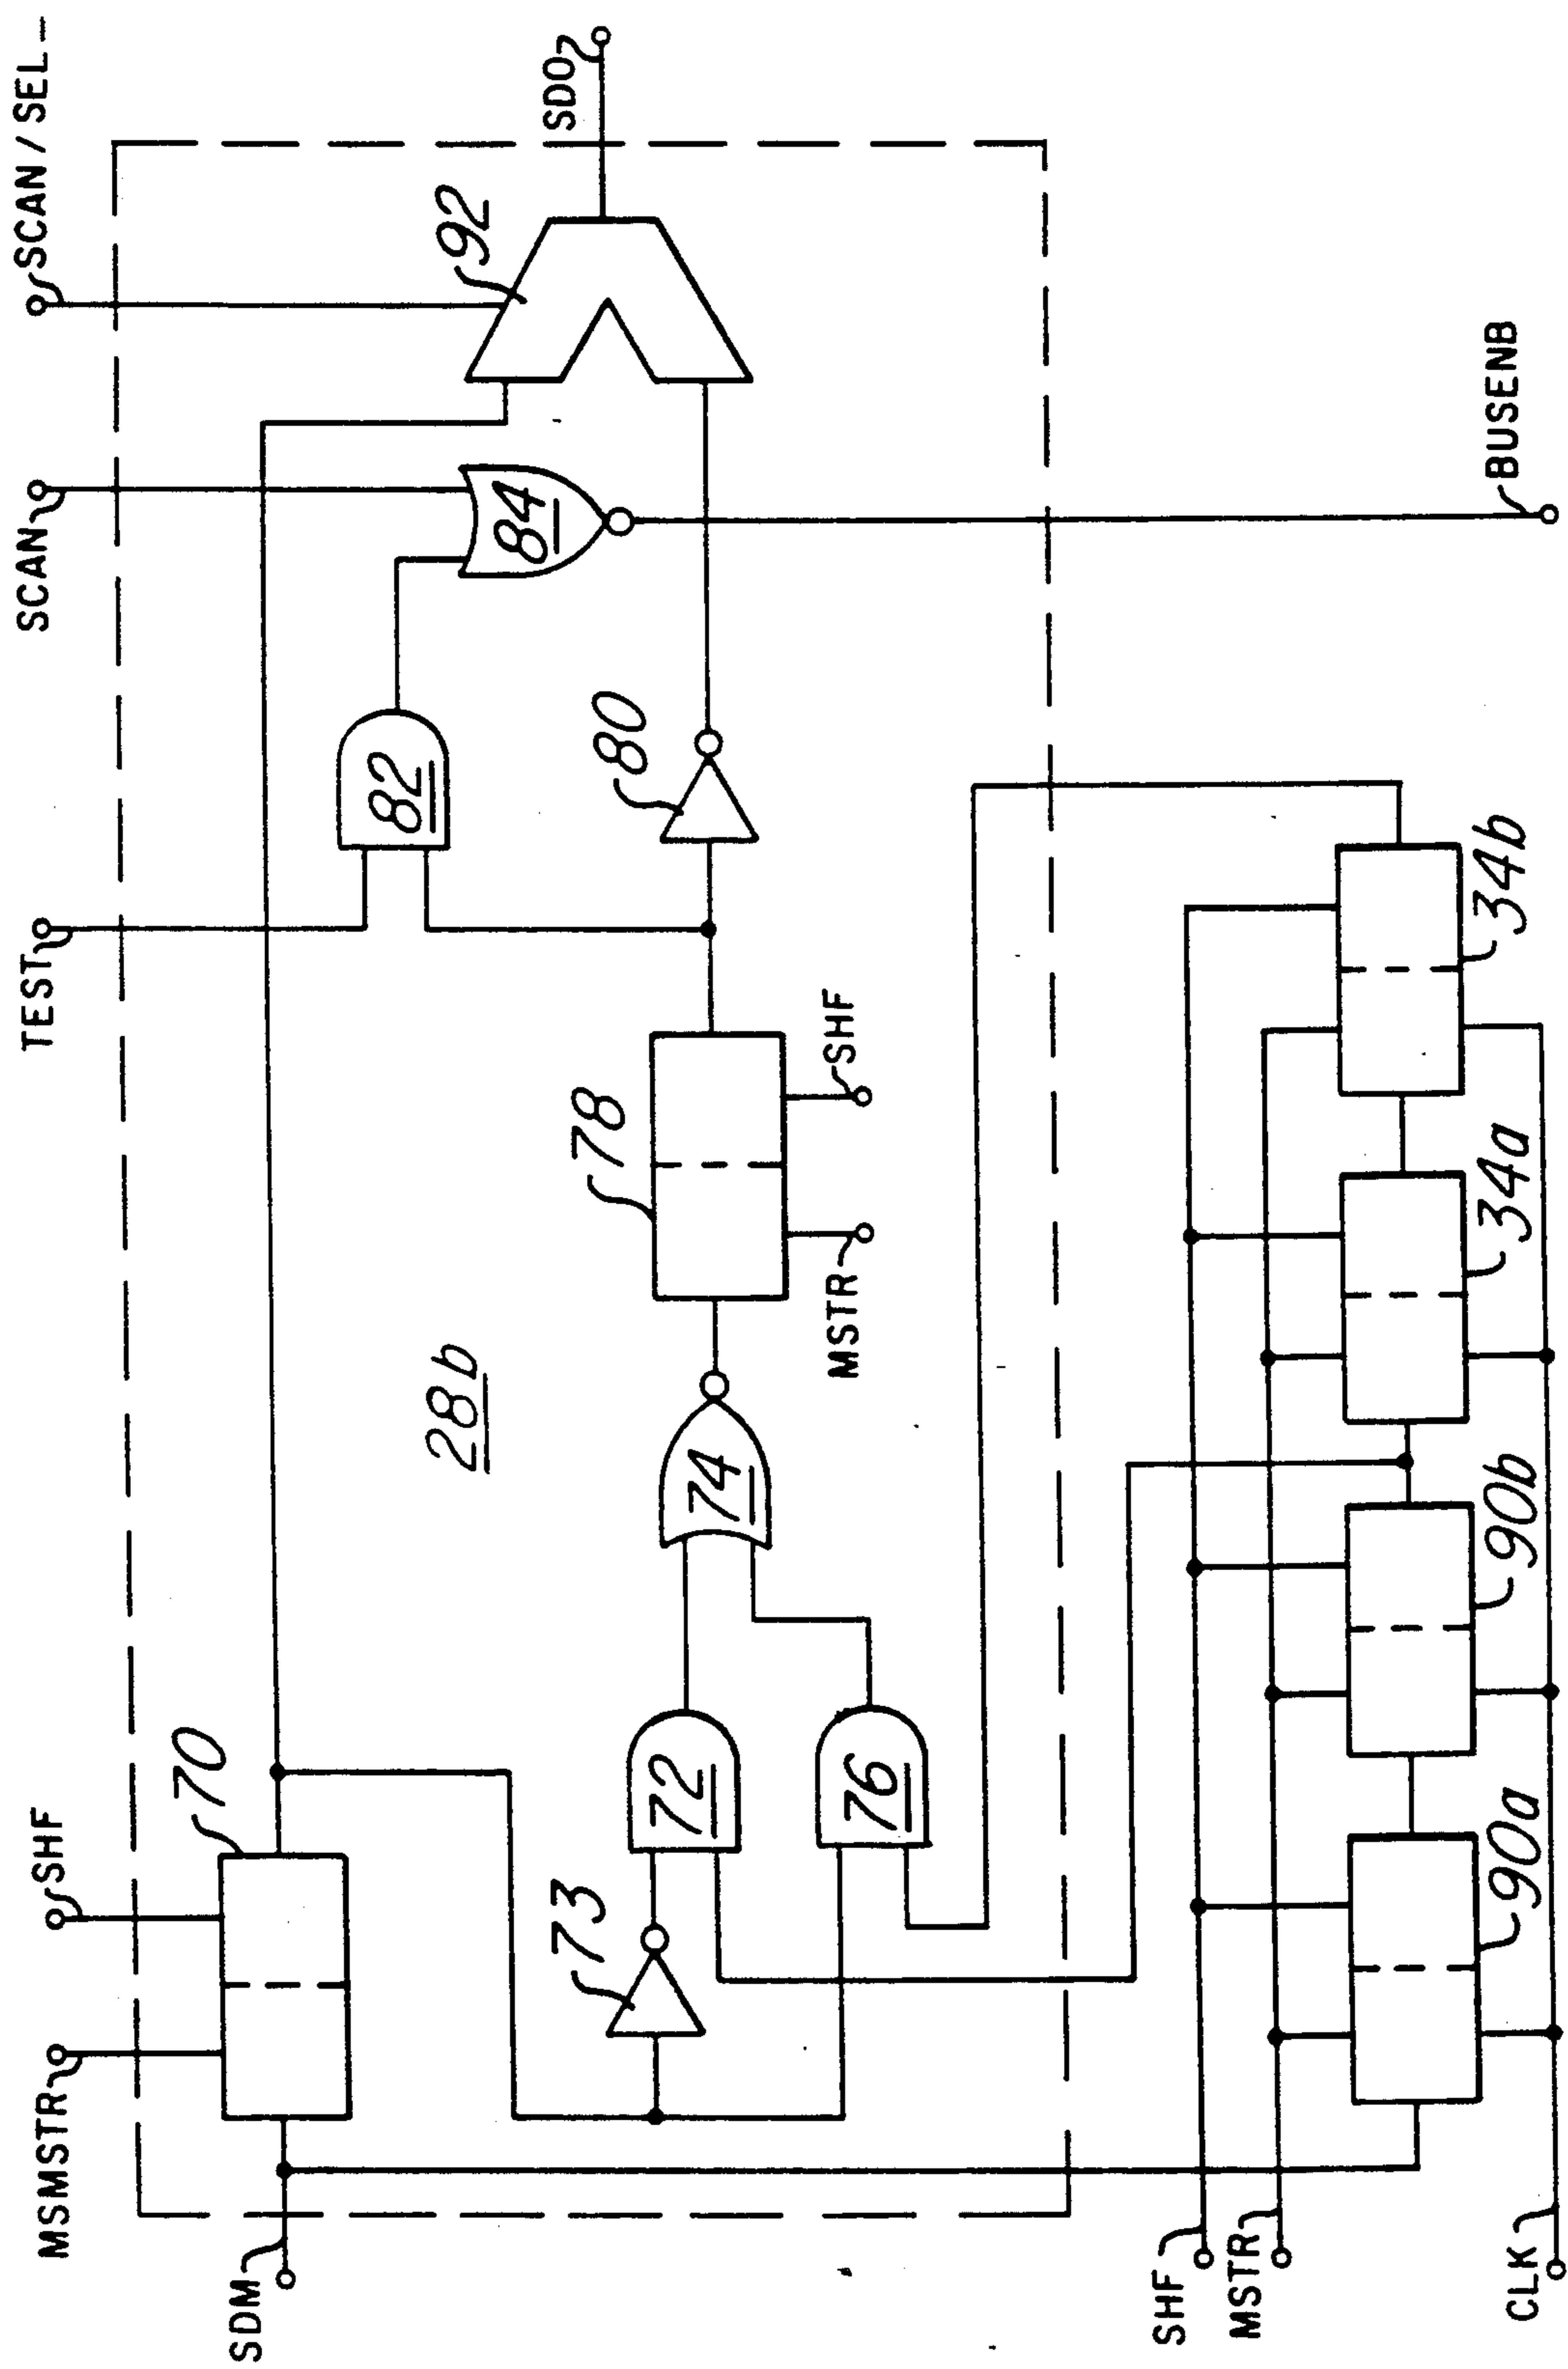 MSMSTR
SHF
TEST
SCAN
SCAN/SEL-
SDM
70
92
SDO
82
84
73
72
74
78
80
76
28b
MSTR
SHF
BUSENB
SHF
MSTR
CLK
90a
90b
34a
34b